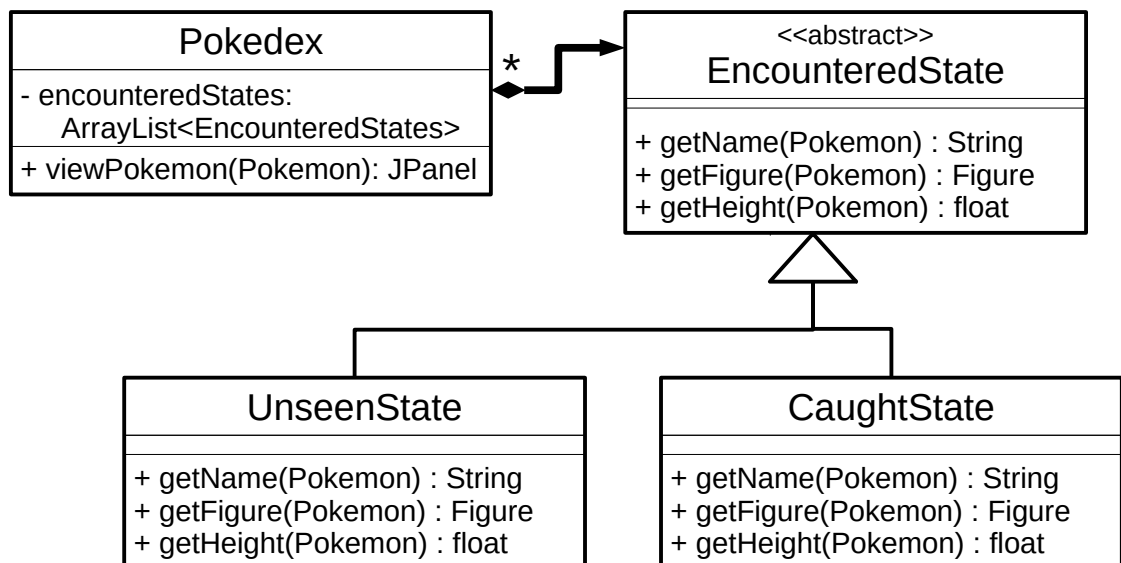 Pokedex
- encounteredStates:
ArrayList<EncounteredStates>
+ viewPokemon(Pokemon): JPanel
*
<<abstract>>
EncounteredState
+ getName(Pokemon) : String
+ getFigure(Pokemon) : Figure
+ getHeight(Pokemon) : float
UnseenState
+ getName(Pokemon) : String
+ getFigure(Pokemon) : Figure
+ getHeight(Pokemon) : float
CaughtState
+ getName(Pokemon) : String
+ getFigure(Pokemon) : Figure
+ getHeight(Pokemon) : float